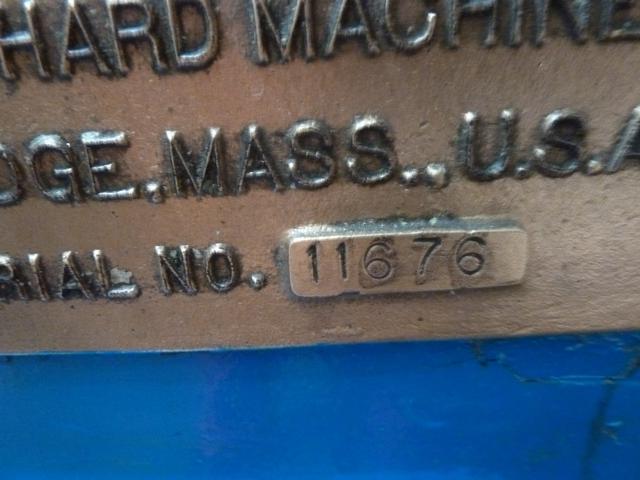 HARD MACHINE
DGE., MASS., U.S.A
RIAL NO. 11676